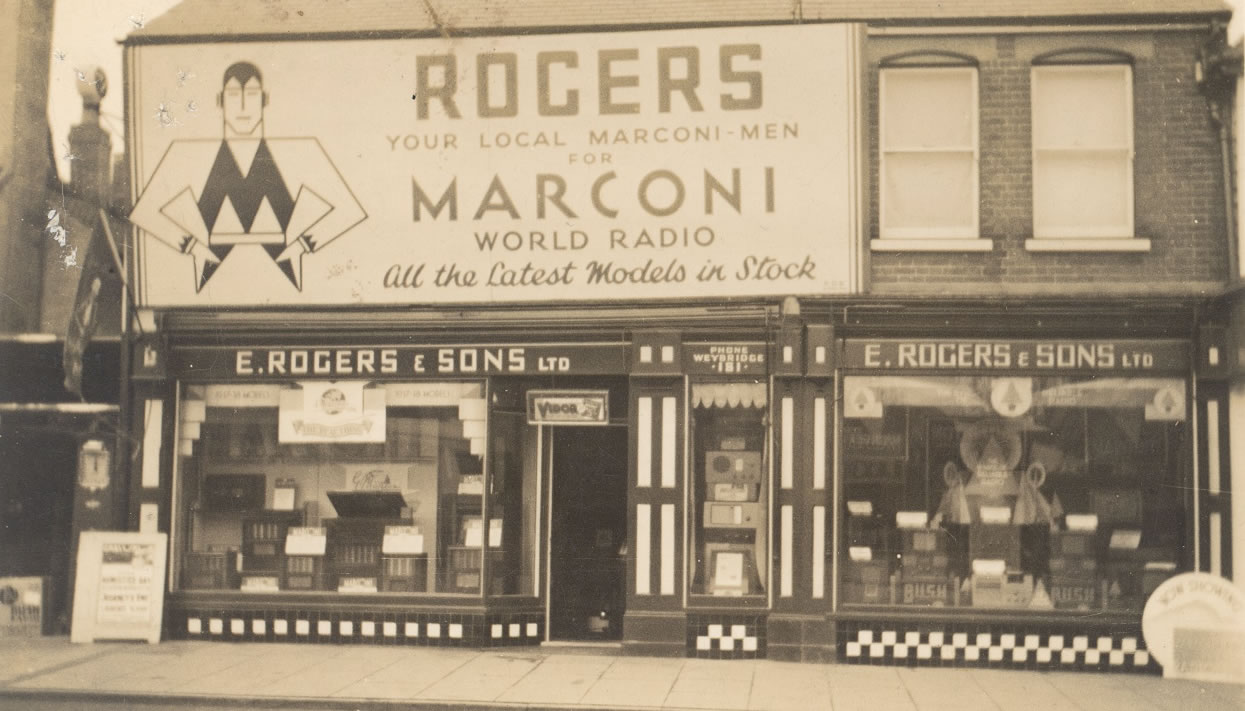 ROGERS
YOUR LOCAL MARCONI-MEN
FOR
MARCONI
WORLD RADIO
All the Latest Models in Stock
E. ROGERS & SONS LTD
PHONE
WEYBRIDGE
·181·
E. ROGERS & SONS LTD
VIDOR
BUSH
BUSH
NOW SHOWING